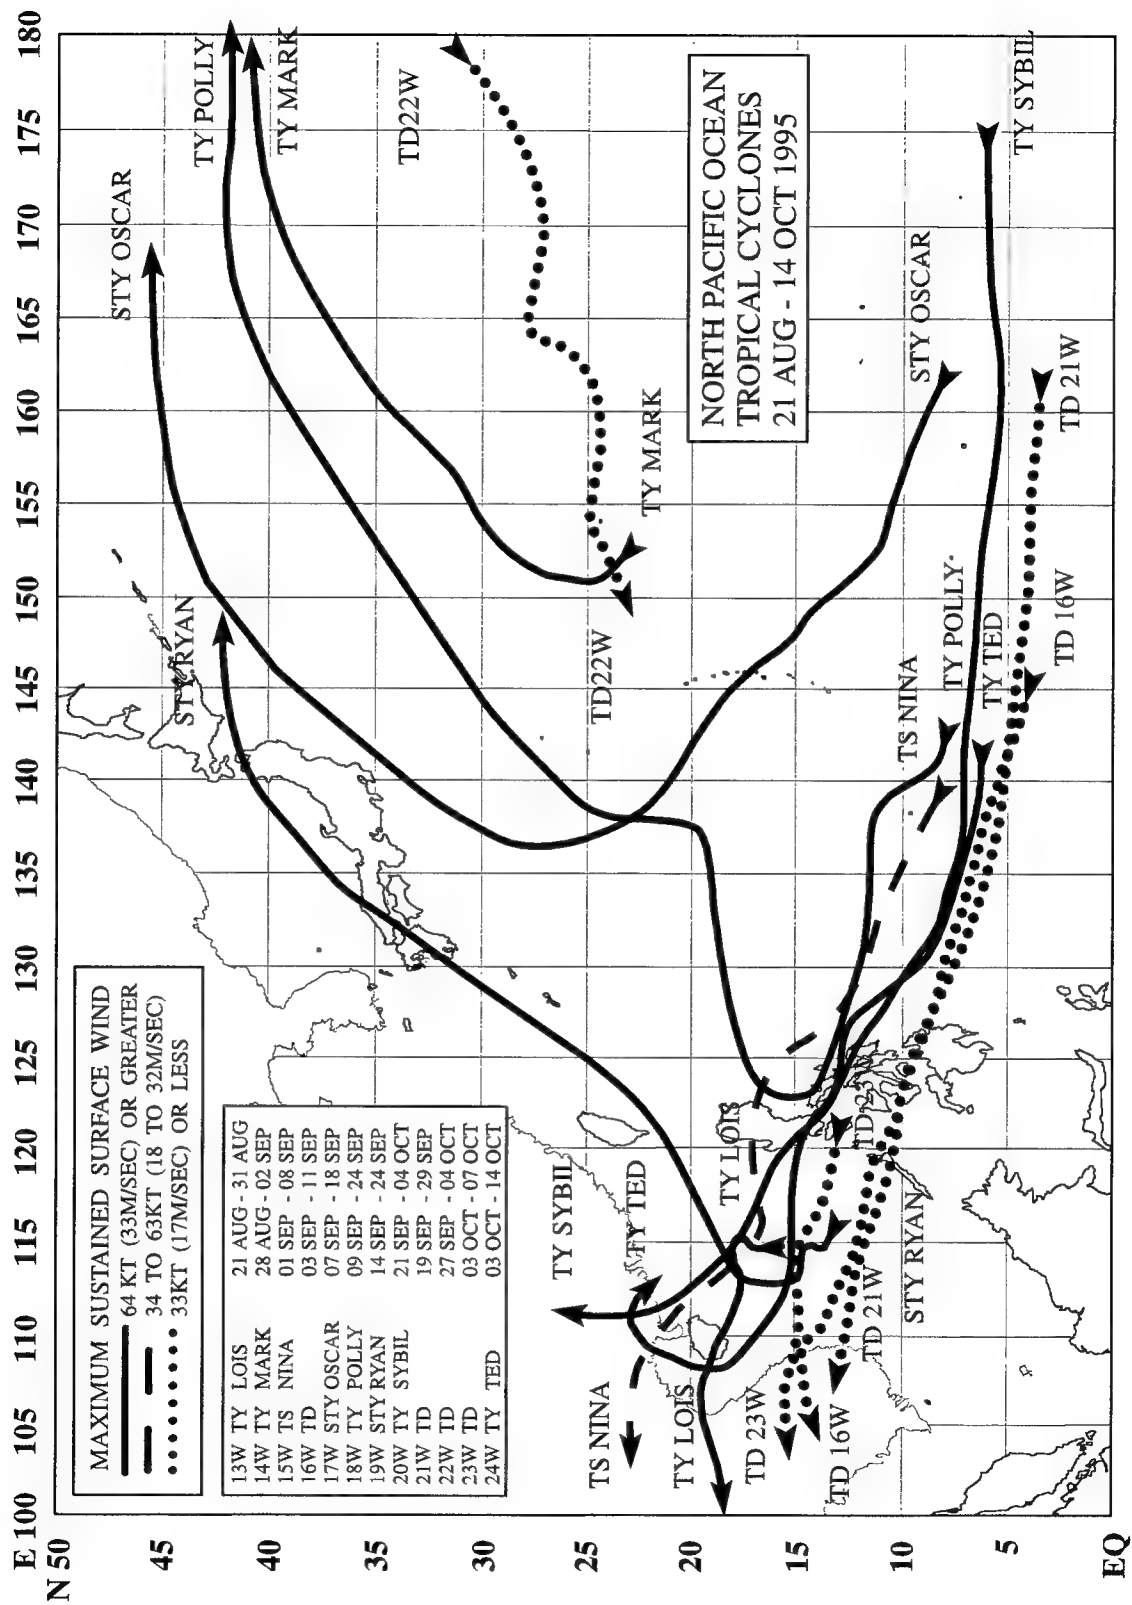 E 100 105 110 115 120 125 130 135 140 145 150 155 160 165 170 175 180
N 50
45
40
35
30
25
20
15
10
5
EQ
MAXIMUM SUSTAINED SURFACE WIND
64 KT (33M/SEC) OR GREATER
34 TO 63KT (18 TO 32M/SEC)
33KT (17M/SEC) OR LESS
13W TY LOIS 21 AUG - 31 AUG
14W TY MARK 28 AUG - 02 SEP
15W TS NINA 01 SEP - 08 SEP
16W TD 03 SEP - 11 SEP
17W STY OSCAR 07 SEP - 18 SEP
18W TY POLLY 09 SEP - 24 SEP
19W STY RYAN 14 SEP - 24 SEP
20W TY SYBIL 21 SEP - 04 OCT
21W TD 19 SEP - 29 SEP
22W TD 27 SEP - 04 OCT
23W TD 03 OCT - 07 OCT
24W TY TED 03 OCT - 14 OCT
NORTH PACIFIC OCEAN
TROPICAL CYCLONES
21 AUG - 14 OCT 1995
STY OSCAR
TY POLLY
TY MARK
STY RYAN
TD22W
TY MARK
TD22W
TY SYBIL
TY TED
TY LOIS
TS NINA
TY LOIS
TD 23W
TD 16W
TD 21W
STY RYAN
TD 23W
TS NINA
TY POLLY
TY TED
TD 16W
STY OSCAR
TD 21W
TY SYBIL